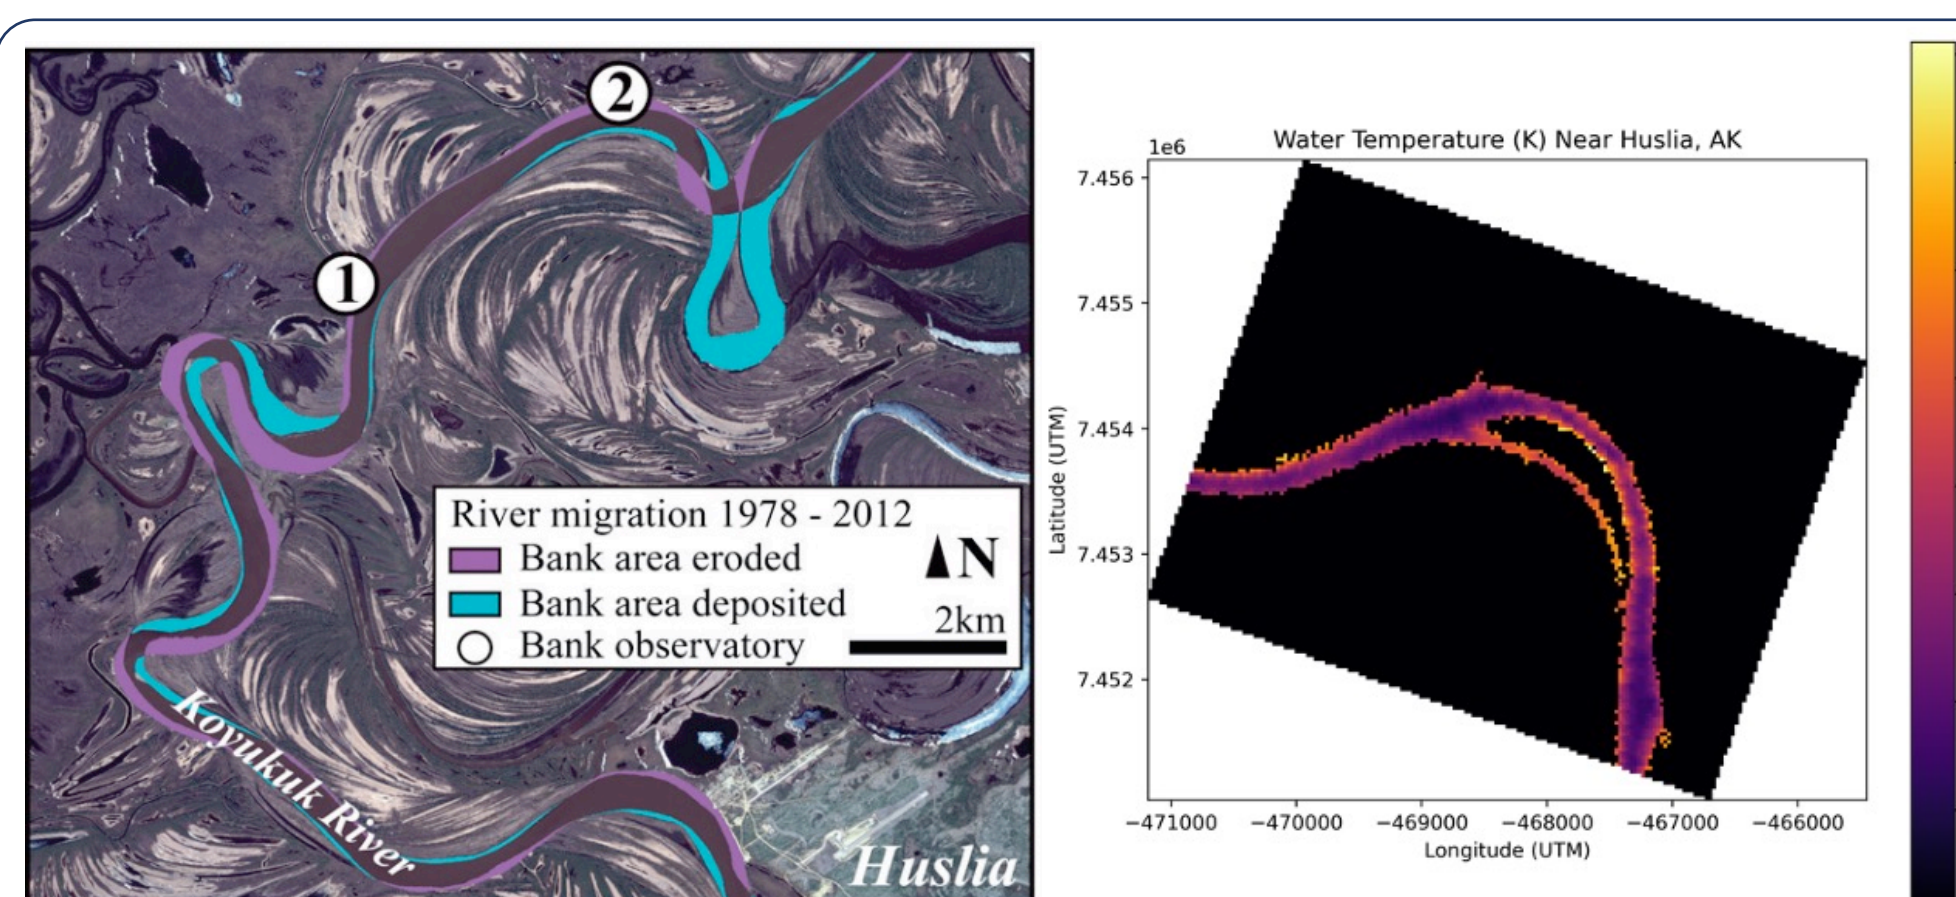 2
1
River migration 1978 - 2012
Bank area eroded
Bank area deposited
Bank observatory
N
2km
Koyukuk River
Huslia
Water Temperature (K) Near Huslia, AK
1e6
7.456
7.455
7.454
7.453
7.452
Latitude (UTM)
−471000 −470000 −469000 −468000 −467000 −466000
Longitude (UTM)